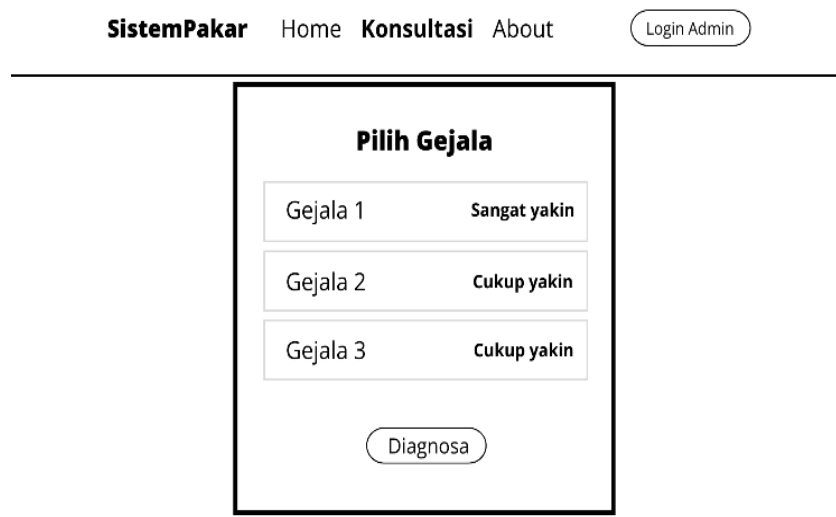 SistemPakar Home Konsultasi About Login Admin
Pilih Gejala
Gejala 1 Sangat yakin
Gejala 2 Cukup yakin
Gejala 3 Cukup yakin
Diagnosa